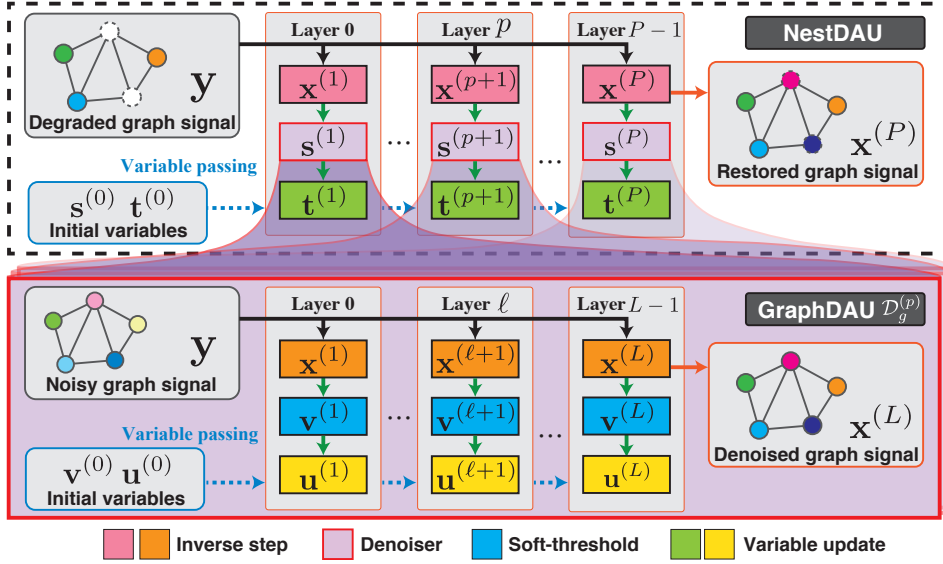 NestDAU
Layer 0
Layer p
Layer P − 1
y
Degraded graph signal
x^(1)
x^(p+1)
x^(P)
s^(1)
...
s^(p+1)
...
s^(P)
x^(P)
Restored graph signal
Variable passing
s^(0) t^(0)
Initial variables
t^(1)
t^(p+1)
t^(P)
GraphDAU D_g^(p)
Layer 0
Layer ℓ
Layer L − 1
y
Noisy graph signal
x^(1)
x^(ℓ+1)
x^(L)
v^(1)
...
v^(ℓ+1)
...
v^(L)
x^(L)
Denoised graph signal
Variable passing
v^(0) u^(0)
Initial variables
u^(1)
u^(ℓ+1)
u^(L)
Inverse step
Denoiser
Soft-threshold
Variable update